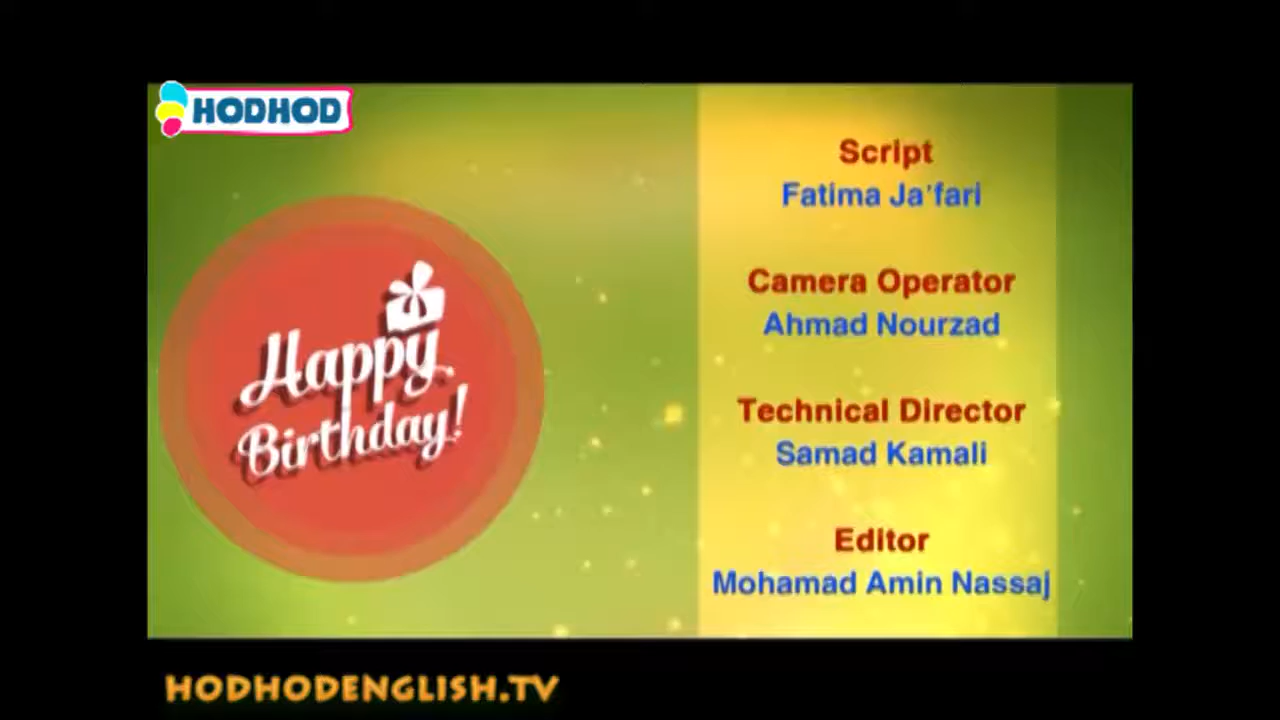 HODHOD
Happy
Birthday!
Script
Fatima Ja'fari
Camera Operator
Ahmad Nourzad
Technical Director
Samad Kamali
Editor
Mohamad Amin Nassaj
HODHODENGLISH.TV